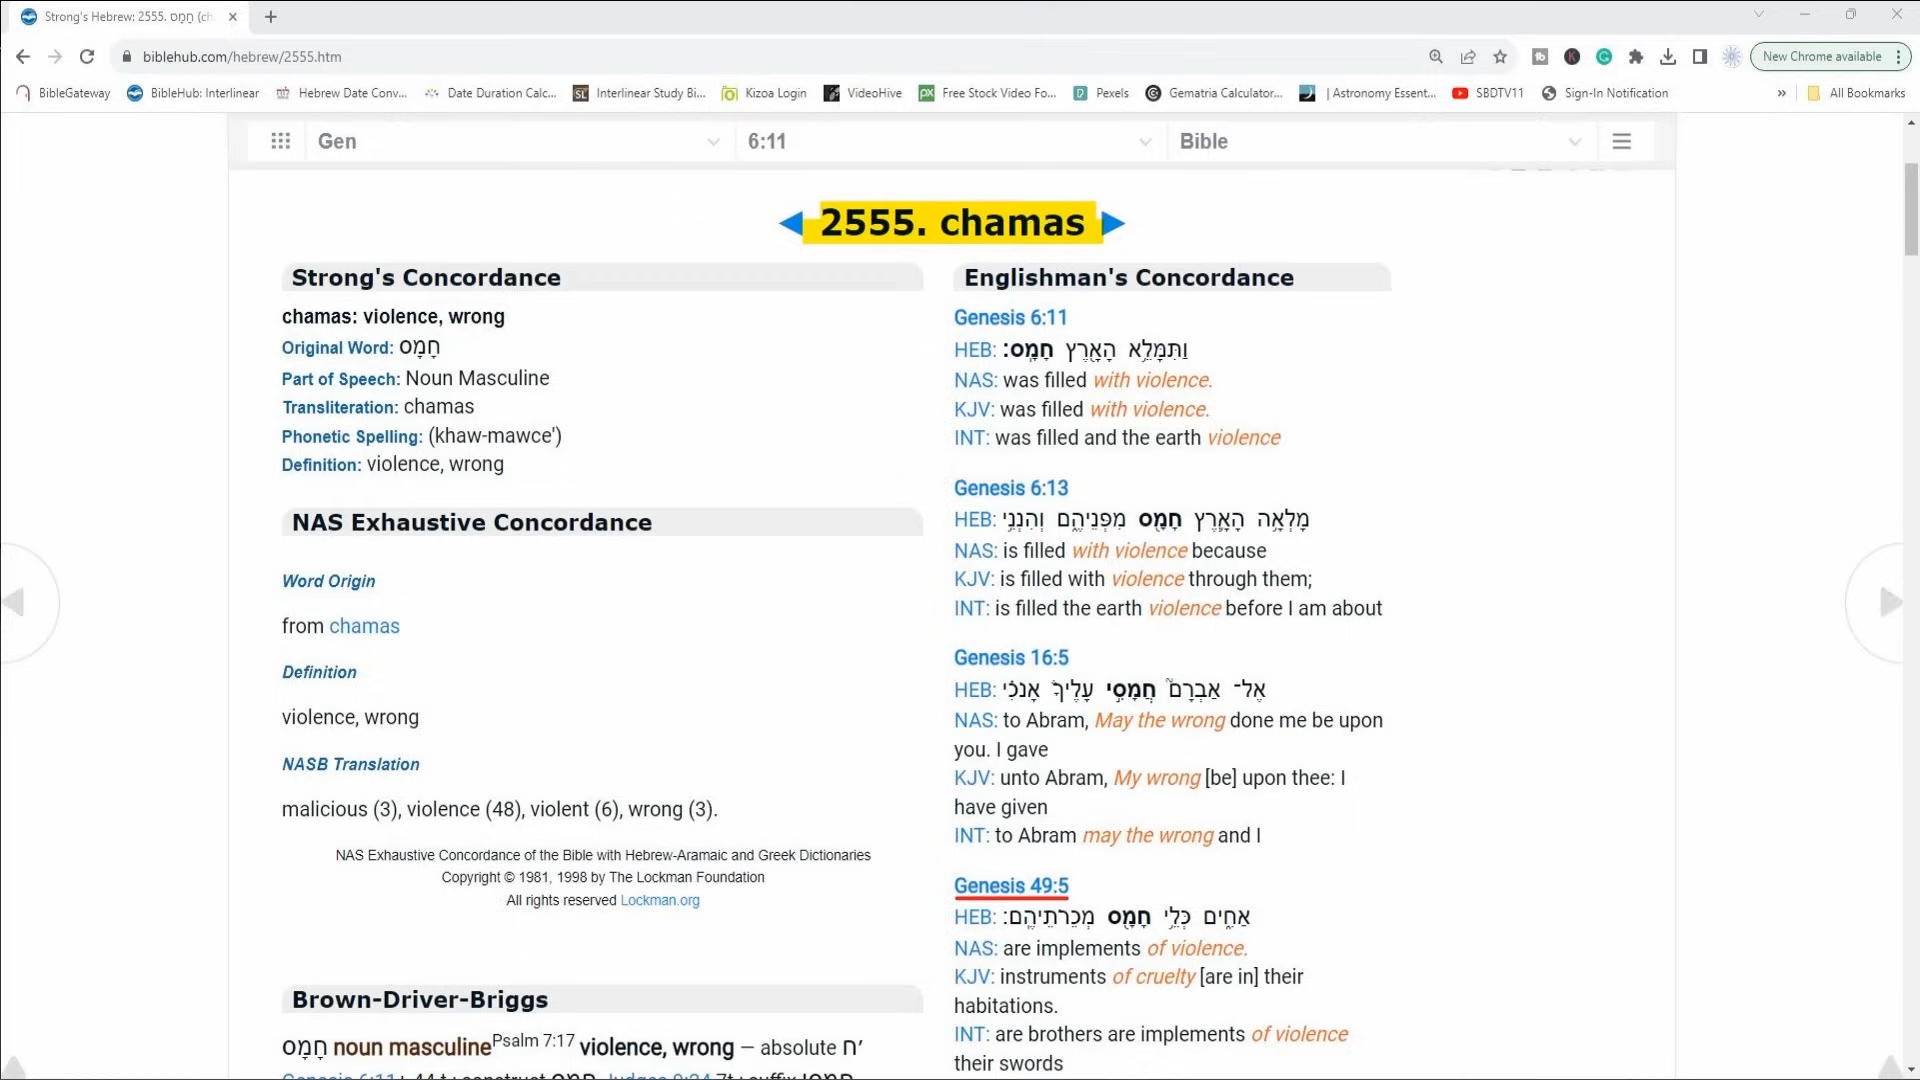 Strong's Hebrew: 2555. חָמָס (ch
biblehub.com/hebrew/2555.htm
New Chrome available
BibleGateway
BibleHub: Interlinear
Hebrew Date Conv...
Date Duration Calc...
Interlinear Study Bi...
Kizoa Login
VideoHive
Free Stock Video Fo...
Pexels
Gematria Calculator...
| Astronomy Essent...
SBDTV11
Sign-In Notification
»
All Bookmarks
Gen
6:11
Bible
2555. chamas
Strong's Concordance
chamas: violence, wrong
Original Word: חָמָס
Part of Speech: Noun Masculine
Transliteration: chamas
Phonetic Spelling: (khaw-mawce')
Definition: violence, wrong
NAS Exhaustive Concordance
Word Origin
from chamas
Definition
violence, wrong
NASB Translation
malicious (3), violence (48), violent (6), wrong (3).
NAS Exhaustive Concordance of the Bible with Hebrew-Aramaic and Greek Dictionaries
Copyright © 1981, 1998 by The Lockman Foundation
All rights reserved Lockman.org
Brown-Driver-Briggs
חָמָס noun masculine Psalm 7:17 violence, wrong — absolute ח׳
Englishman's Concordance
Genesis 6:11
HEB: וַתִּמָּלֵ֥א הָאָ֖רֶץ חָמָֽס׃
NAS: was filled with violence.
KJV: was filled with violence.
INT: was filled and the earth violence
Genesis 6:13
HEB: מָלְאָ֥ה הָאָ֛רֶץ חָמָ֖ס מִפְּנֵיהֶ֑ם וְהִנְנִ֥י
NAS: is filled with violence because
KJV: is filled with violence through them;
INT: is filled the earth violence before I am about
Genesis 16:5
HEB: אֶל־ אַבְרָם֮ חֲמָסִ֣י עָלֶיךָ֒ אָנֹכִ֗י
NAS: to Abram, May the wrong done me be upon
you. I gave
KJV: unto Abram, My wrong [be] upon thee: I
have given
INT: to Abram may the wrong and I
Genesis 49:5
HEB: אַחִ֑ים כְּלֵ֥י חָמָ֖ס מְכֵרֹתֵיהֶֽם׃
NAS: are implements of violence.
KJV: instruments of cruelty [are in] their
habitations.
INT: are brothers are implements of violence
their swords